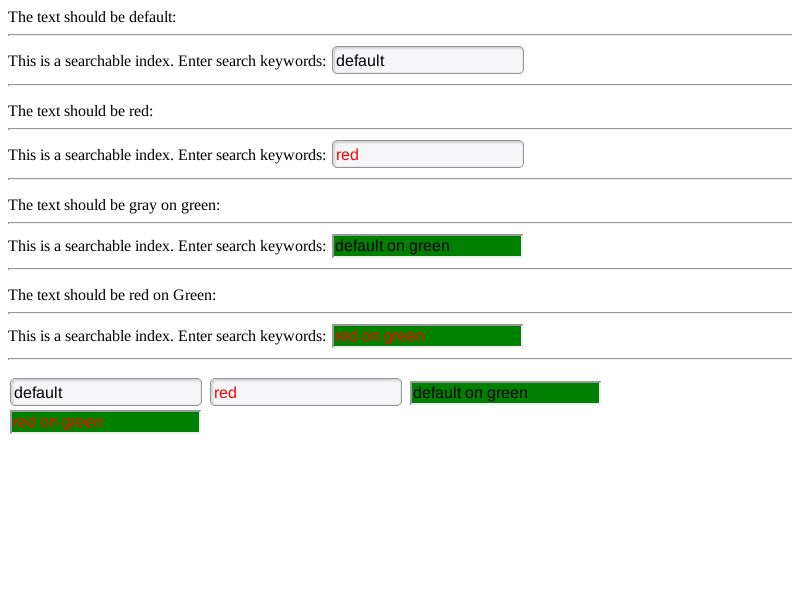 The text should be default:
This is a searchable index. Enter search keywords: default
The text should be red:
This is a searchable index. Enter search keywords: red
The text should be gray on green:
This is a searchable index. Enter search keywords: default on green
The text should be red on Green:
This is a searchable index. Enter search keywords: red on green
default red default on green
red on green